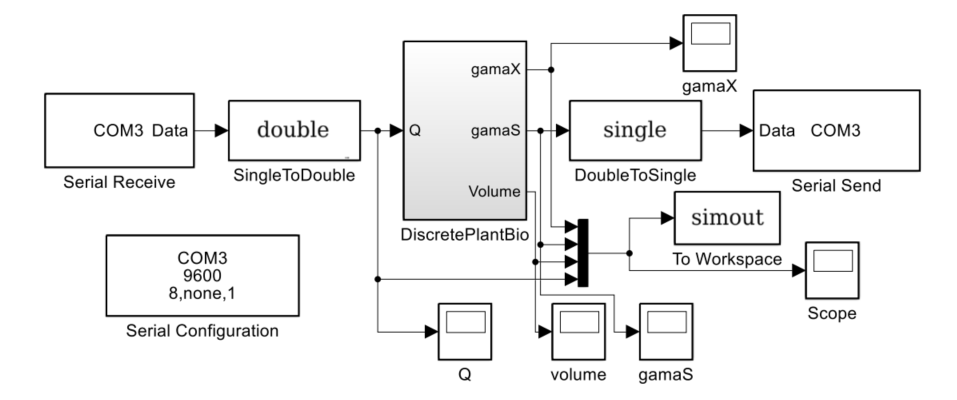 gamaX
gamaX
COM3 Data
double
Q
gamaS
single
Data COM3
Serial Receive
SingleToDouble
DoubleToSingle
Serial Send
Volume
simout
DiscretePlantBio
To Workspace
COM3
9600
8,none,1
Serial Configuration
Scope
Q
volume
gamaS